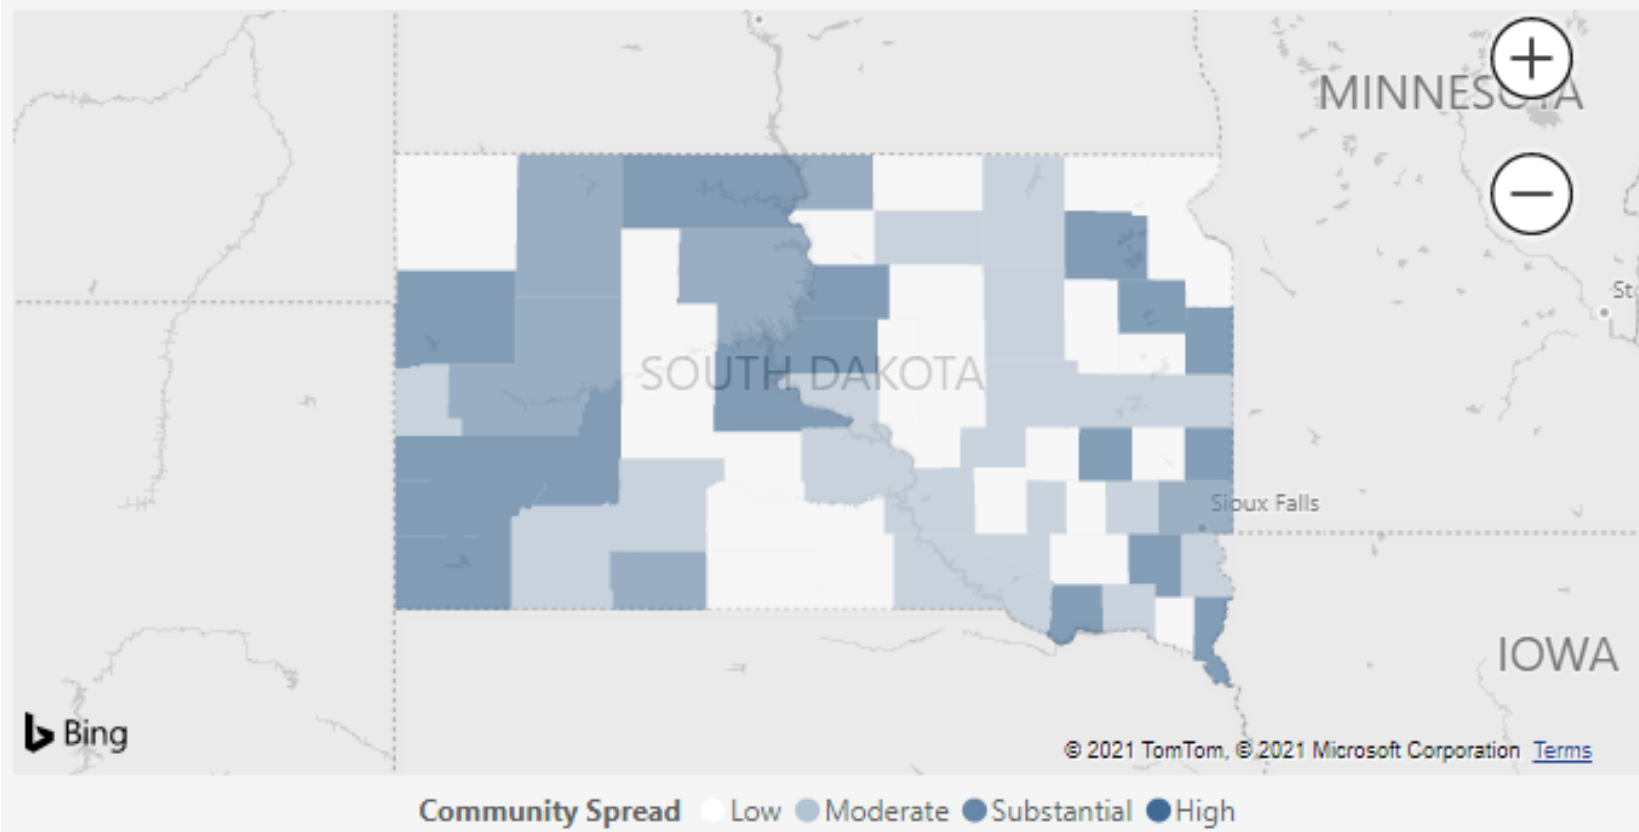 MINNESOTA
St
SOUTH DAKOTA
Sioux Falls
IOWA
Bing
© 2021 TomTom, © 2021 Microsoft Corporation Terms
Community Spread Low Moderate Substantial High